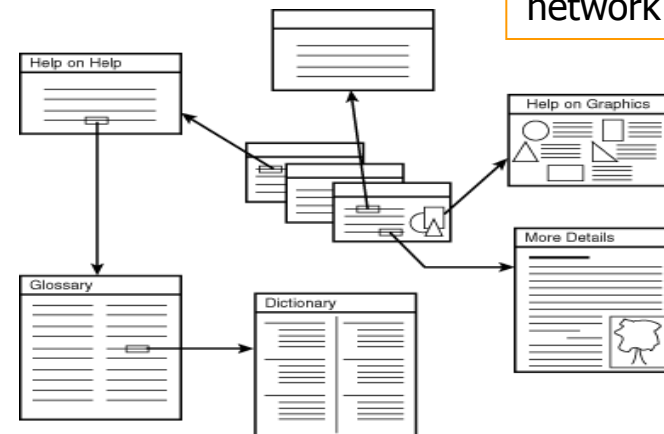 network
Help on Help
Help on Graphics
More Details
Glossary
Dictionary